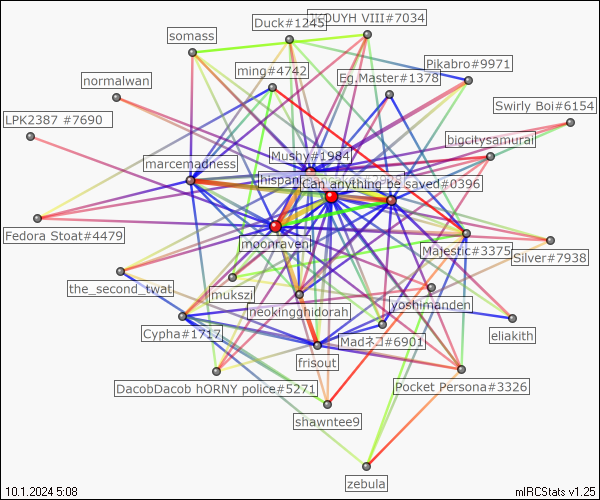 Duck#1245
DUYH VIII#7034
somass
ming#4742
Pikabro#9971
Eg.Master#1378
normalwan
Swirly Boi#6154
LPK2387 #7690
bigcitysamurai
Mushy#1984
marcemadness
hispan
Can_anything be saved#0396
Fedora Stoat#4479
moonraven
Majestic#3375
Silver#7938
the_second_twat
mukszi
neokingghidorah
yoshimanden
Cypha#1717
Madネコ#6901
eliakith
frisout
DacobDacob hORNY police#5271
Pocket Persona#3326
shawntee9
zebula
10.1.2024 5:08
mIRCStats v1.25